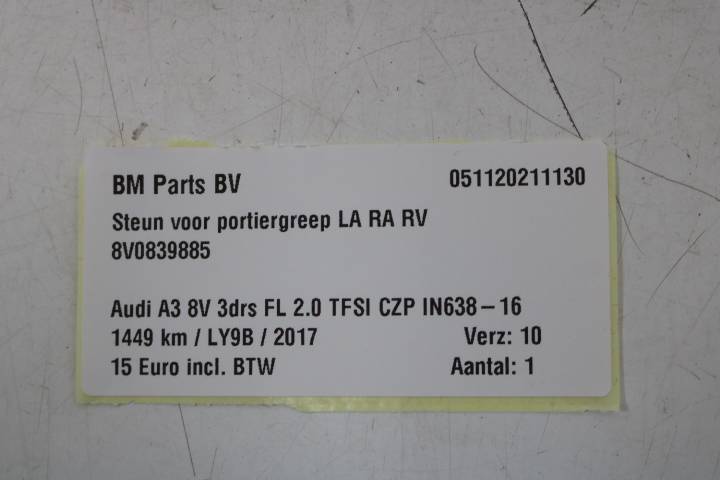 BM Parts BV 051120211130
Steun voor portiergreep LA RA RV
8V0839885
Audi A3 8V 3drs FL 2.0 TFSI CZP IN638-16
1449 km / LY9B / 2017 Verz: 10
15 Euro incl. BTW Aantal: 1